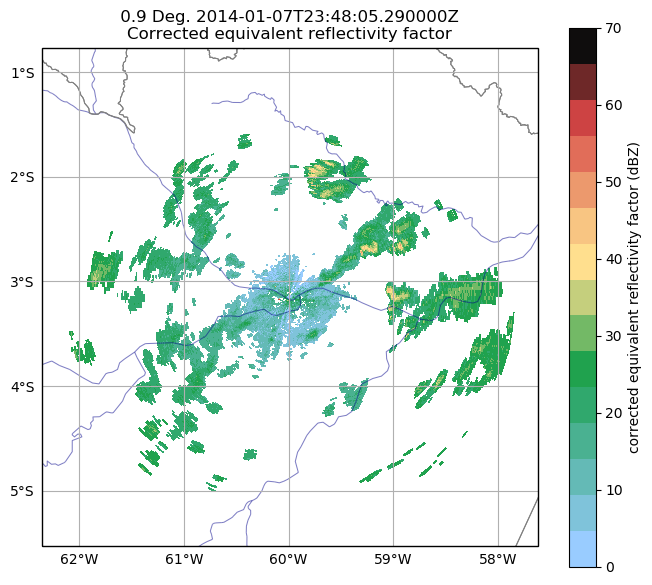 0.9 Deg. 2014-01-07T23:48:05.290000Z
Corrected equivalent reflectivity factor
1°S
2°S
3°S
4°S
5°S
62°W
61°W
60°W
59°W
58°W
70
60
50
40
30
20
10
0
corrected equivalent reflectivity factor (dBZ)